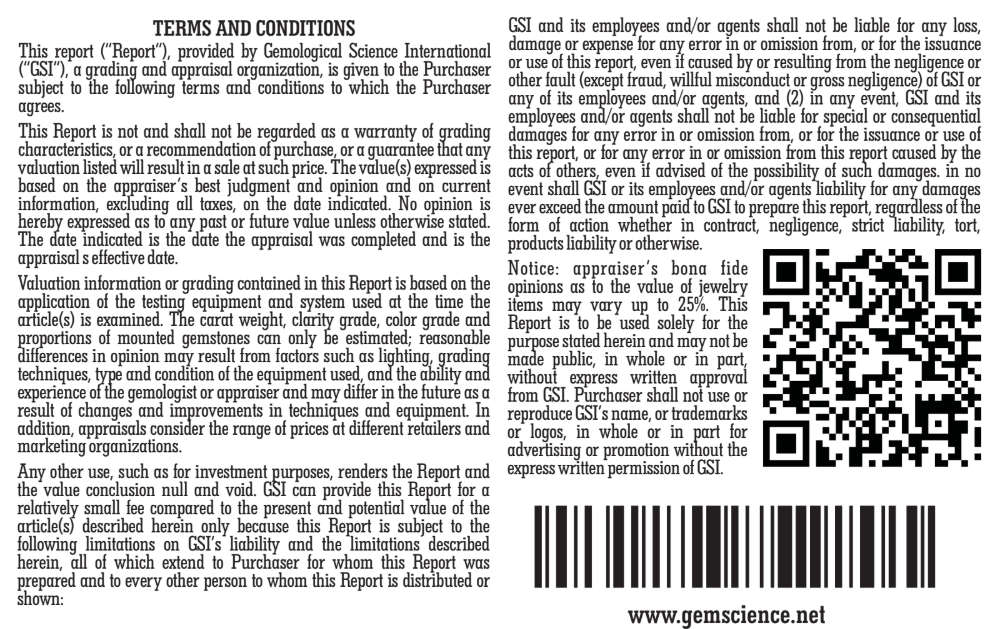 TERMS AND CONDITIONS
This report (“Report”), provided by Gemological Science International
(“GSI”), a grading and appraisal organization, is given to the Purchaser
subject to the following terms and conditions to which the Purchaser
agrees.
This Report is not and shall not be regarded as a warranty of grading
characteristics, or a recommendation of purchase, or a guarantee that any
valuation listed will result in a sale at such price. The value(s) expressed is
based on the appraiser’s best judgment and opinion and on current
information, excluding all taxes, on the date indicated. No opinion is
hereby expressed as to any past or future value unless otherwise stated.
The date indicated is the date the appraisal was completed and is the
appraisal s effective date.
Valuation information or grading contained in this Report is based on the
application of the testing equipment and system used at the time the
article(s) is examined. The carat weight, clarity grade, color grade and
proportions of mounted gemstones can only be estimated; reasonable
differences in opinion may result from factors such as lighting, grading
techniques, type and condition of the equipment used, and the ability and
experience of the gemologist or appraiser and may differ in the future as a
result of changes and improvements in techniques and equipment. In
addition, appraisals consider the range of prices at different retailers and
marketing organizations.
Any other use, such as for investment purposes, renders the Report and
the value conclusion null and void. GSI can provide this Report for a
relatively small fee compared to the present and potential value of the
article(s) described herein only because this Report is subject to the
following limitations on GSI’s liability and the limitations described
herein, all of which extend to Purchaser for whom this Report was
prepared and to every other person to whom this Report is distributed or
shown:
GSI and its employees and/or agents shall not be liable for any loss,
damage or expense for any error in or omission from, or for the issuance
or use of this report, even if caused by or resulting from the negligence or
other fault (except fraud, willful misconduct or gross negligence) of GSI or
any of its employees and/or agents, and (2) in any event, GSI and its
employees and/or agents shall not be liable for special or consequential
damages for any error in or omission from, or for the issuance or use of
this report, or for any error in or omission from this report caused by the
acts of others, even if advised of the possibility of such damages. in no
event shall GSI or its employees and/or agents liability for any damages
ever exceed the amount paid to GSI to prepare this report, regardless of the
form of action whether in contract, negligence, strict liability, tort,
products liability or otherwise.
Notice: appraiser’s bona fide
opinions as to the value of jewelry
items may vary up to 25%. This
Report is to be used solely for the
purpose stated herein and may not be
made public, in whole or in part,
without express written approval
from GSI. Purchaser shall not use or
reproduce GSI’s name, or trademarks
or logos, in whole or in part for
advertising or promotion without the
express written permission of GSI.
www.gemscience.net